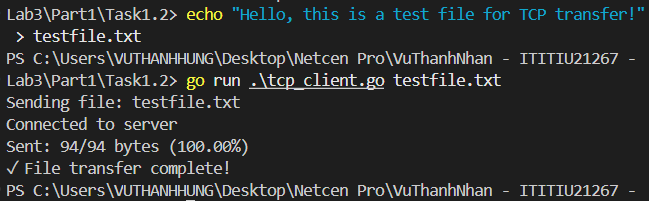 Lab3\Part1\Task1.2> echo "Hello, this is a test file for TCP transfer!"
 > testfile.txt
PS C:\Users\VUTHANHHUNG\Desktop\Netcen Pro\VuThanhNhan - ITITIU21267 -
Lab3\Part1\Task1.2> go run .\tcp_client.go testfile.txt
Sending file: testfile.txt
Connected to server
Sent: 94/94 bytes (100.00%)
✓ File transfer complete!
PS C:\Users\VUTHANHHUNG\Desktop\Netcen Pro\VuThanhNhan - ITITIU21267 -